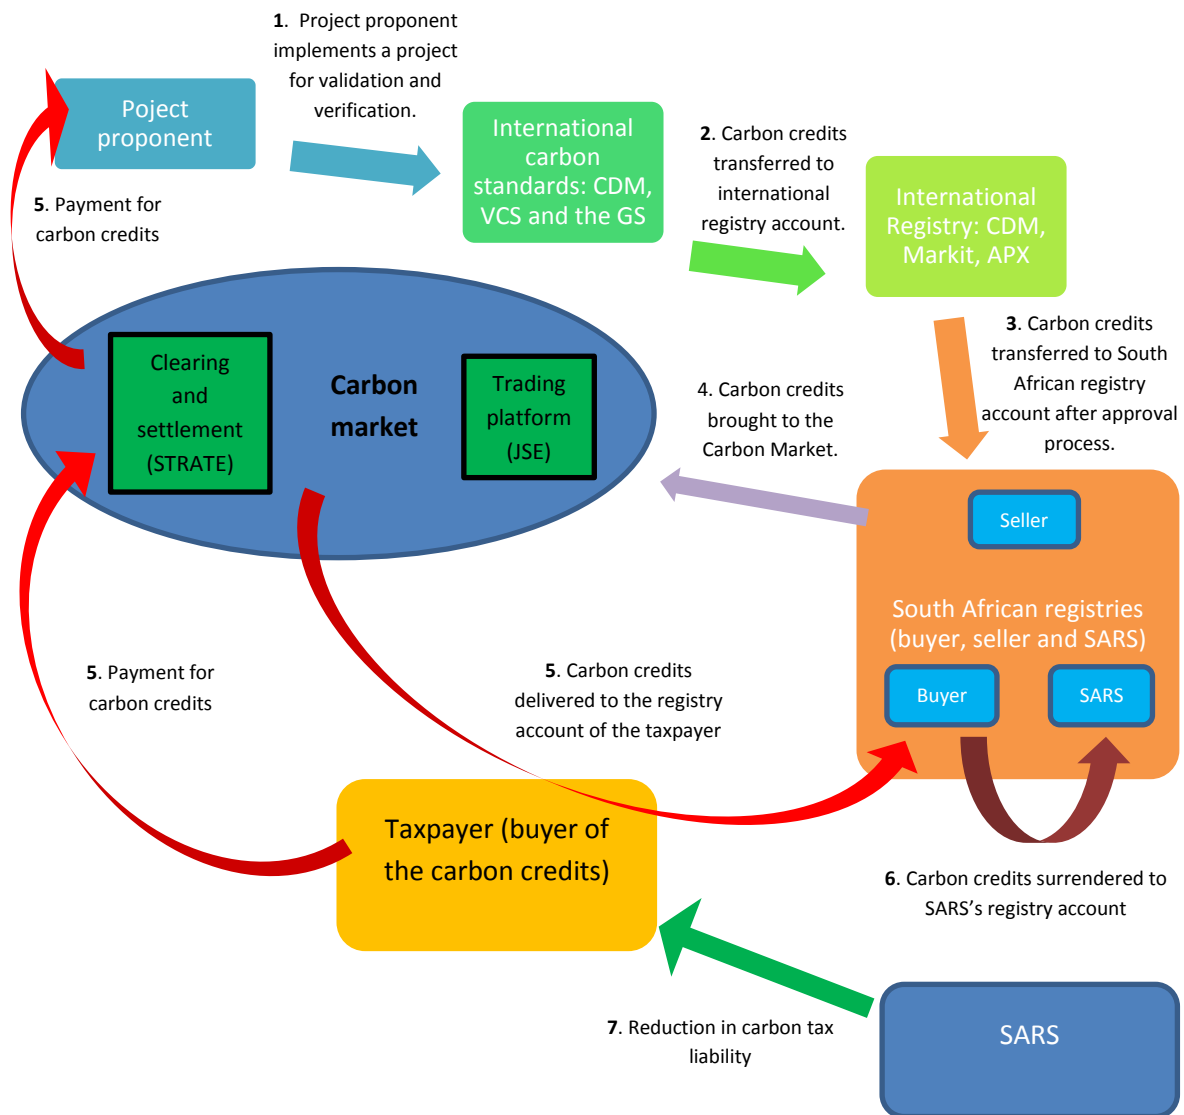 1. Project proponent
implements a project
for validation and
verification.
Poject
proponent
International
carbon
standards: CDM,
VCS and the GS
2. Carbon credits
transferred to
international
registry account.
International
Registry: CDM,
Markit, APX
5. Payment for
carbon credits
3. Carbon credits
transferred to South
African registry
account after approval
process.
Clearing
and
settlement
(STRATE)
Carbon
market
Trading
platform
(JSE)
4. Carbon credits
brought to the
Carbon Market.
Seller
South African registries
(buyer, seller and SARS)
Buyer
SARS
5. Payment for
carbon credits
5. Carbon credits
delivered to the registry
account of the taxpayer
Taxpayer (buyer of
the carbon credits)
6. Carbon credits surrendered to
SARS’s registry account
7. Reduction in carbon tax
liability
SARS